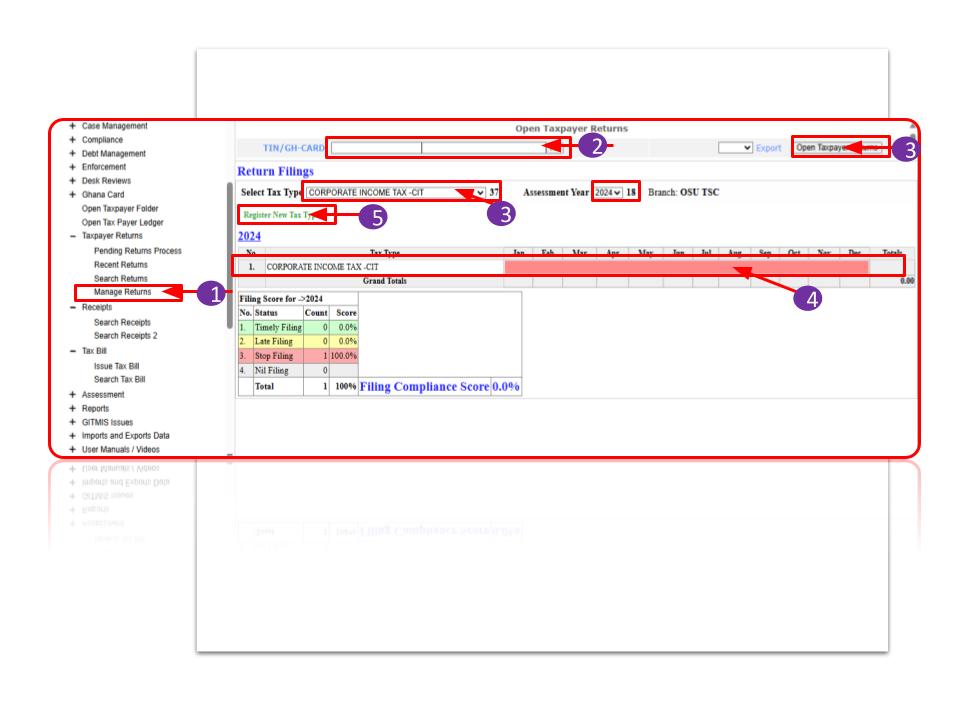 Case Management
Compliance
Debt Management
Enforcement
Desk Reviews
Ghana Card
Open Taxpayer Folder
Open Tax Payer Ledger
Taxpayer Returns
Pending Returns Process
Recent Returns
Search Returns
Manage Returns
Receipts
Search Receipts
Search Receipts 2
Tax Bill
Issue Tax Bill
Search Tax Bill
Assessment
Reports
GITMIS Issues
Imports and Exports Data
User Manuals / Videos
1
Open Taxpayer Returns
TIN/GH-CARD 2 Export Open Taxpayer 3
Return Filings
Select Tax Type CORPORATE INCOME TAX -CIT 37 Assessment Year 2024 18 Branch: OSU TSC
3
Register New Tax 5
2024
No. Tax Type Jan Feb Mar Apr May Jun Jul Aug Sep Oct Nov Dec Totals
1. CORPORATE INCOME TAX -CIT
Grand Totals 0.00
4
Filing Score for ->2024
No. Status Count Score
1. Timely Filing 0 0.0%
2. Late Filing 0 0.0%
3. Stop Filing 1 100.0%
4. Nil Filing 0
Total 1 100% Filing Compliance Score 0.0%